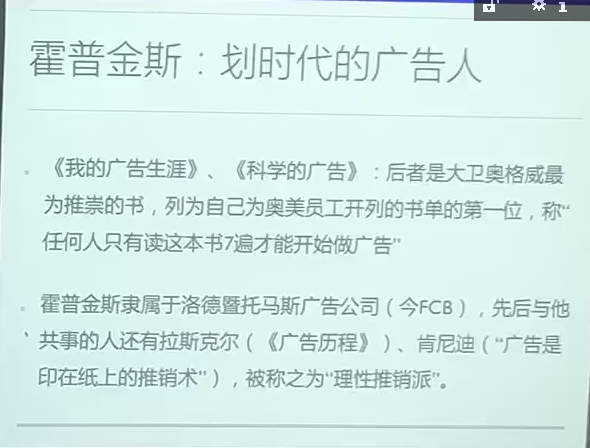 霍普金斯：划时代的广告人
《我的广告生涯》、《科学的广告》：后者是大卫奥格威最
为推崇的书，列为自己为奥美员工开列的书单的第一位，称“
任何人只有读这本书7遍才能开始做广告”
霍普金斯隶属于洛德暨托马斯广告公司（今FCB），先后与他
共事的人还有拉斯克尔（《广告历程》）、肯尼迪（“广告是
印在纸上的推销术”），被称之为“理性推销派”。